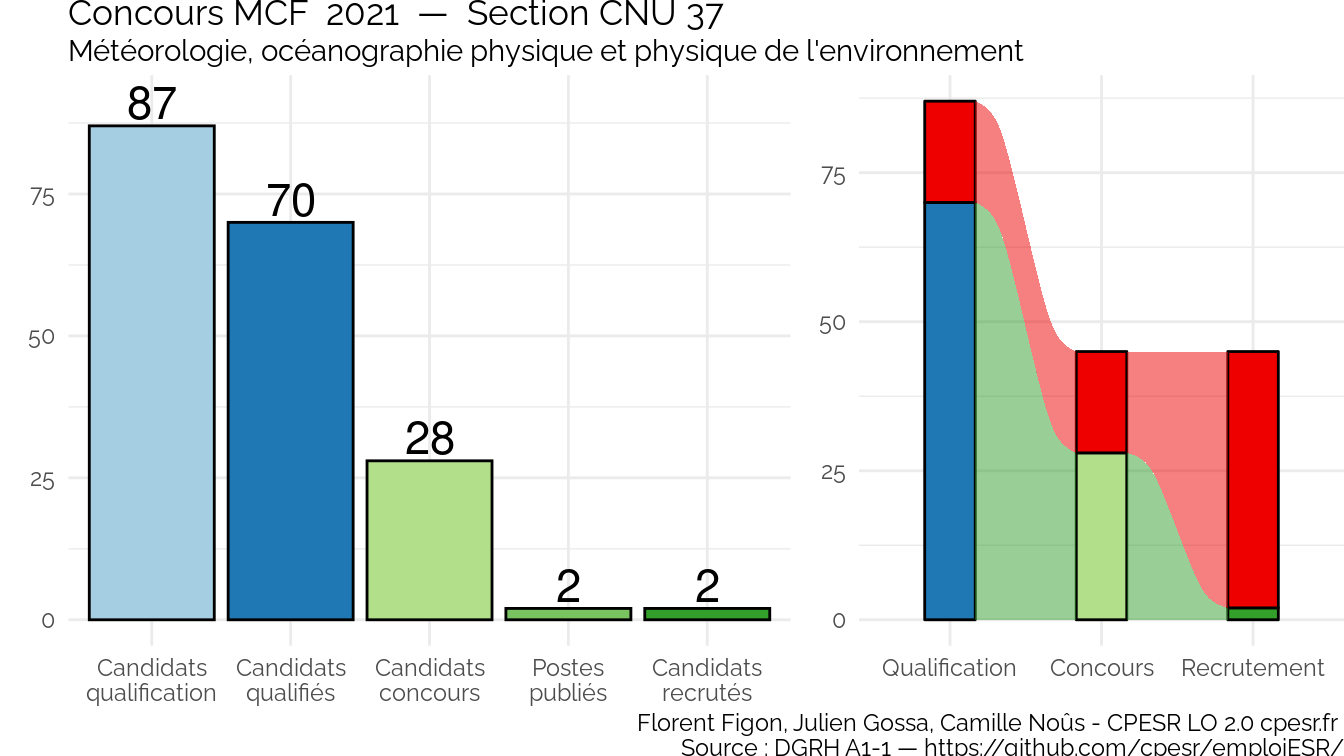 Concours MCF 2021 — Section CNU 37
Météorologie, océanographie physique et physique de l'environnement
87
70
28
2
2
75
50
25
0
Candidats qualification
Candidats qualifiés
Candidats concours
Postes publiés
Candidats recrutés
75
50
25
0
Qualification
Concours
Recrutement
Florent Figon, Julien Gossa, Camille Noûs - CPESR LO 2.0 cpesr.fr
Source : DGRH A1-1 — https://github.com/cpesr/emploiESR/